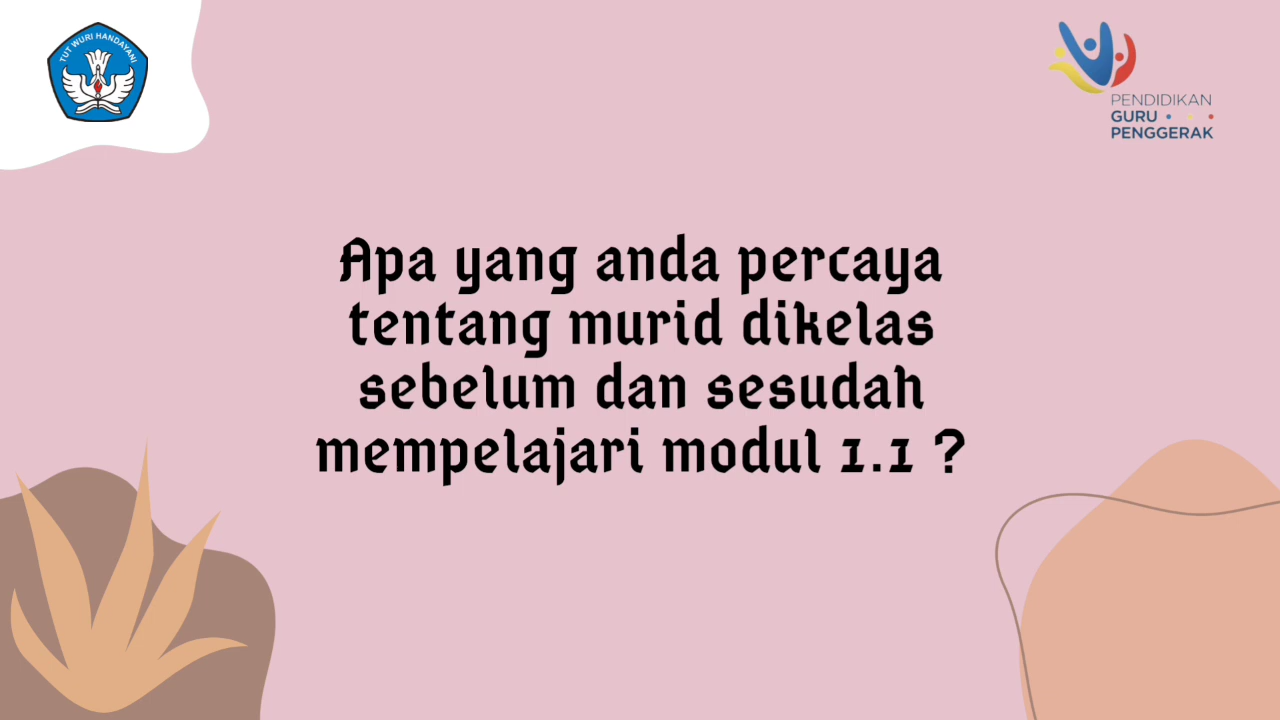 TUT WURI HANDAYANI
PENDIDIKAN
GURU
PENGGERAK
Apa yang anda percaya
tentang murid dikelas
sebelum dan sesudah
mempelajari modul 1.1 ?